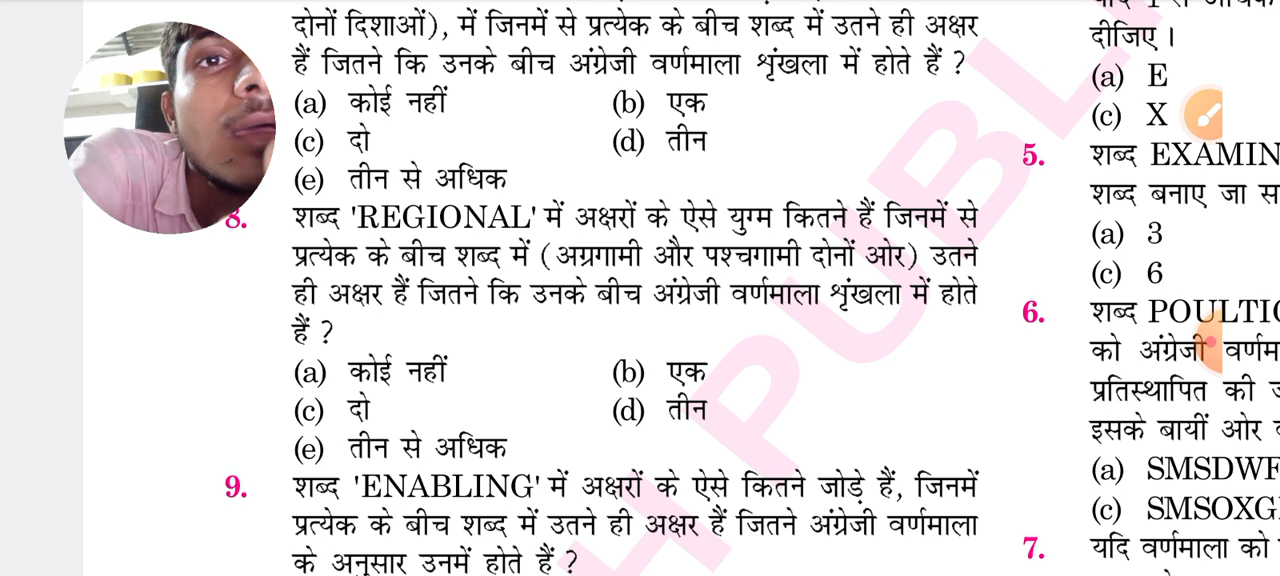 दोनों दिशाओं), में जिनमें से प्रत्येक के बीच शब्द में उतने ही अक्षर
हैं जितने कि उनके बीच अंग्रेजी वर्णमाला शृंखला में होते हैं ?
(a) कोई नहीं (b) एक
(c) दो (d) तीन
(e) तीन से अधिक
8. शब्द 'REGIONAL' में अक्षरों के ऐसे युग्म कितने हैं जिनमें से
प्रत्येक के बीच शब्द में (अग्रगामी और पश्चगामी दोनों ओर) उतने
ही अक्षर हैं जितने कि उनके बीच अंग्रेजी वर्णमाला शृंखला में होते
हैं ?
(a) कोई नहीं (b) एक
(c) दो (d) तीन
(e) तीन से अधिक
9. शब्द 'ENABLING' में अक्षरों के ऐसे कितने जोड़े हैं, जिनमें
प्रत्येक के बीच शब्द में उतने ही अक्षर हैं जितने अंग्रेजी वर्णमाला
के अनुसार उनमें होते हैं ?
दीजिए ।
(a) E
(c) X
5. शब्द EXAMIN
शब्द बनाए जा स
(a) 3
(c) 6
6. शब्द POULTIC
को अंग्रेजी वर्णम
प्रतिस्थापित की
इसके बायीं ओर
(a) SMSDWF
(c) SMSOXG
7. यदि वर्णमाला को
H PUBL